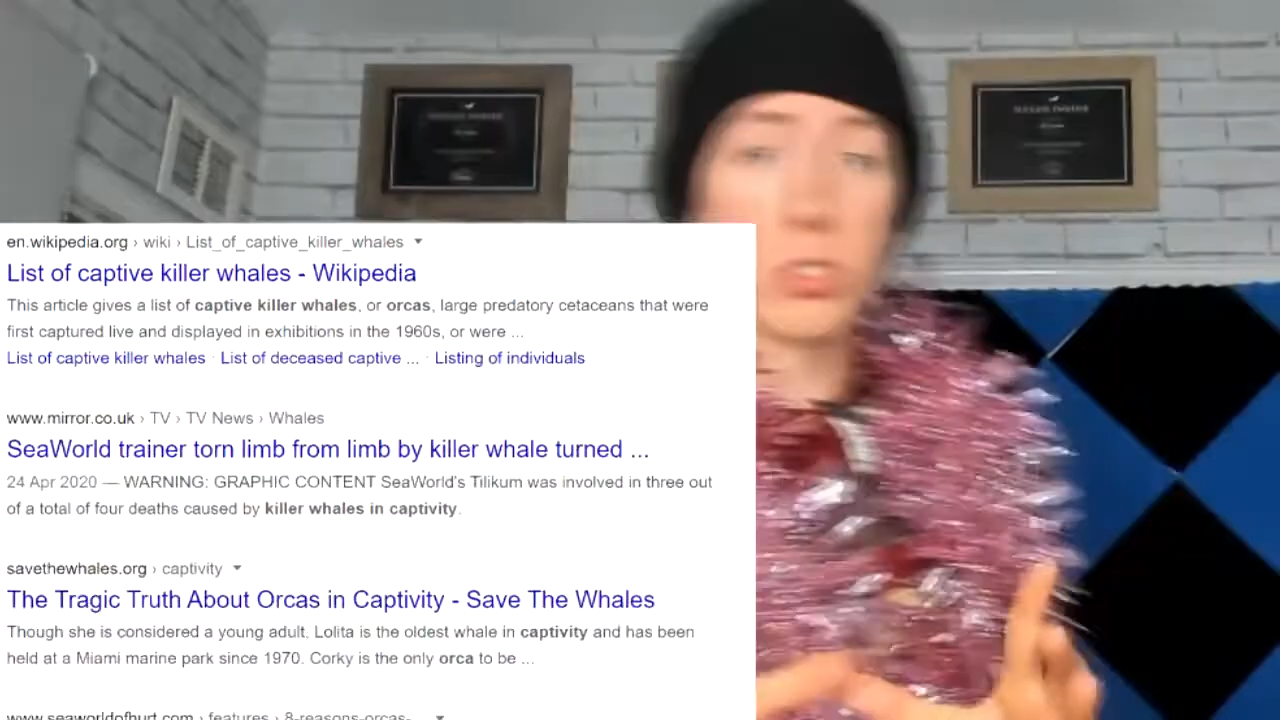 en.wikipedia.org › wiki › List_of_captive_killer_whales
List of captive killer whales - Wikipedia
This article gives a list of captive killer whales, or orcas, large predatory cetaceans that were
first captured live and displayed in exhibitions in the 1960s, or were ...
List of captive killer whales · List of deceased captive ... · Listing of individuals
www.mirror.co.uk › TV › TV News › Whales
SeaWorld trainer torn limb from limb by killer whale turned ...
24 Apr 2020 — WARNING: GRAPHIC CONTENT SeaWorld's Tilikum was involved in three out
of a total of four deaths caused by killer whales in captivity.
savethewhales.org › captivity
The Tragic Truth About Orcas in Captivity - Save The Whales
Though she is considered a young adult, Lolita is the oldest whale in captivity and has been
held at a Miami marine park since 1970. Corky is the only orca to be ...
www.seaworldofhurt.com › features › 8-reasons-orcas-...